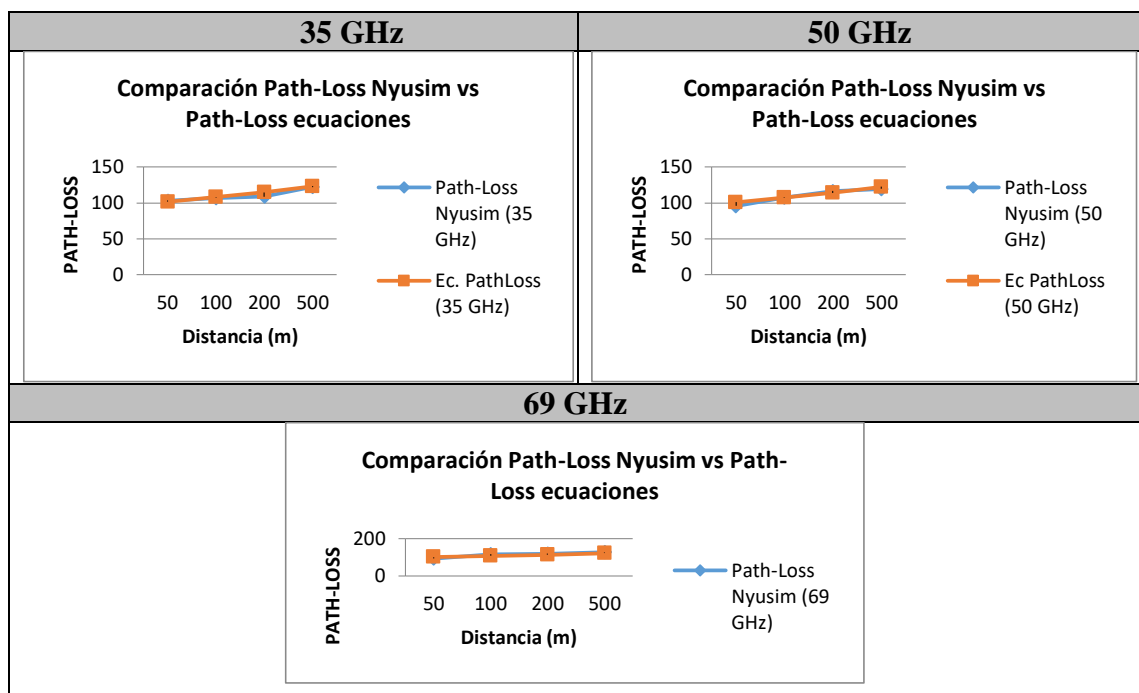 35 GHz
50 GHz
Comparación Path-Loss Nyusim vs
Path-Loss ecuaciones
150
100
50
0
PATH-LOSS
50 100 200 500
Distancia (m)
Path-Loss
Nyusim (35
GHz)
Ec. PathLoss
(35 GHz)
Comparación Path-Loss Nyusim vs
Path-Loss ecuaciones
150
100
50
0
PATH-LOSS
50 100 200 500
Distancia (m)
Path-Loss
Nyusim (50
GHz)
Ec PathLoss
(50 GHz)
69 GHz
Comparación Path-Loss Nyusim vs Path-
Loss ecuaciones
200
0
PATH-LOSS
50 100 200 500
Distancia (m)
Path-Loss
Nyusim (69
GHz)